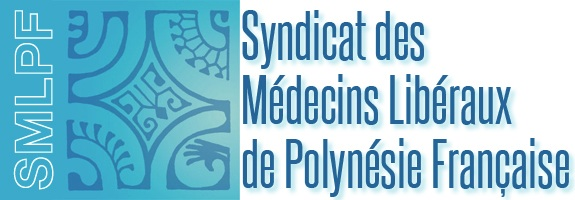 SMLPF
Syndicat des
Médecins Libéraux
de Polynésie Française